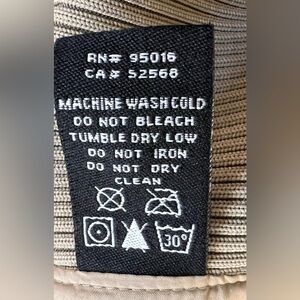 RN# 95016
CA# 52568
MACHINE WASH COLD
DO NOT BLEACH
TUMBLE DRY LOW
DO NOT IRON
DO NOT DRY
CLEAN
30°